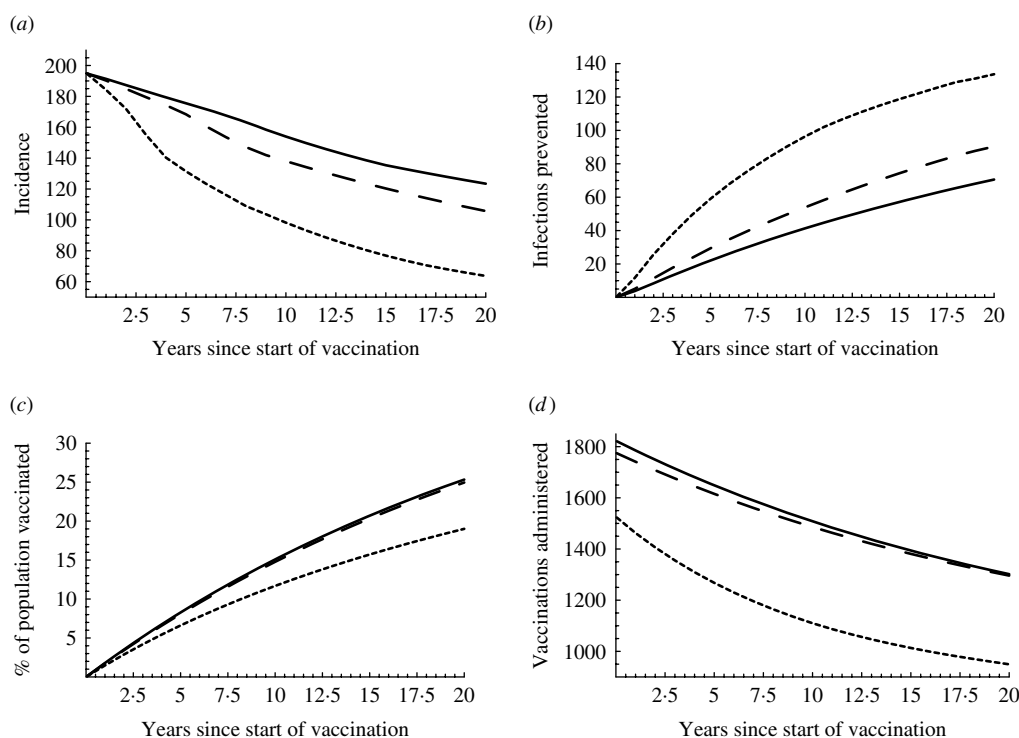 (a)
Incidence
200
180
160
140
120
100
80
60
2·5 5 7·5 10 12·5 15 17·5 20
Years since start of vaccination
(b)
Infections prevented
140
120
100
80
60
40
20
2·5 5 7·5 10 12·5 15 17·5 20
Years since start of vaccination
(c)
% of population vaccinated
30
25
20
15
10
5
2·5 5 7·5 10 12·5 15 17·5 20
Years since start of vaccination
(d)
Vaccinations administered
1800
1600
1400
1200
1000
2·5 5 7·5 10 12·5 15 17·5 20
Years since start of vaccination